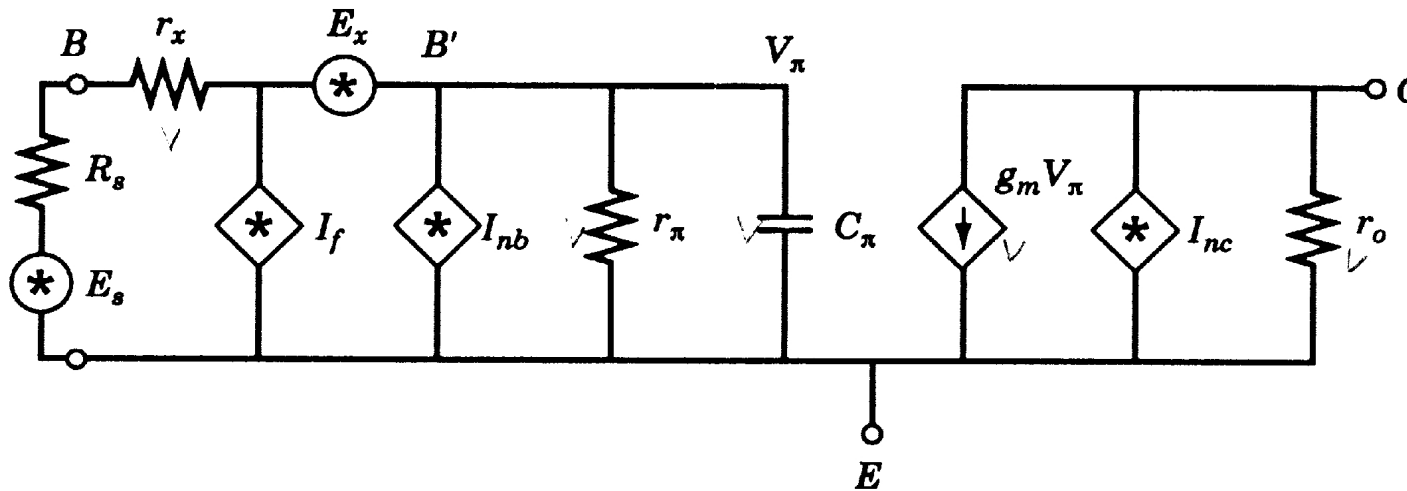 r_x
E_x
B
B'
V_π
C
R_s
I_f
I_nb
r_π
C_π
g_m V_π
I_nc
r_o
E_s
E